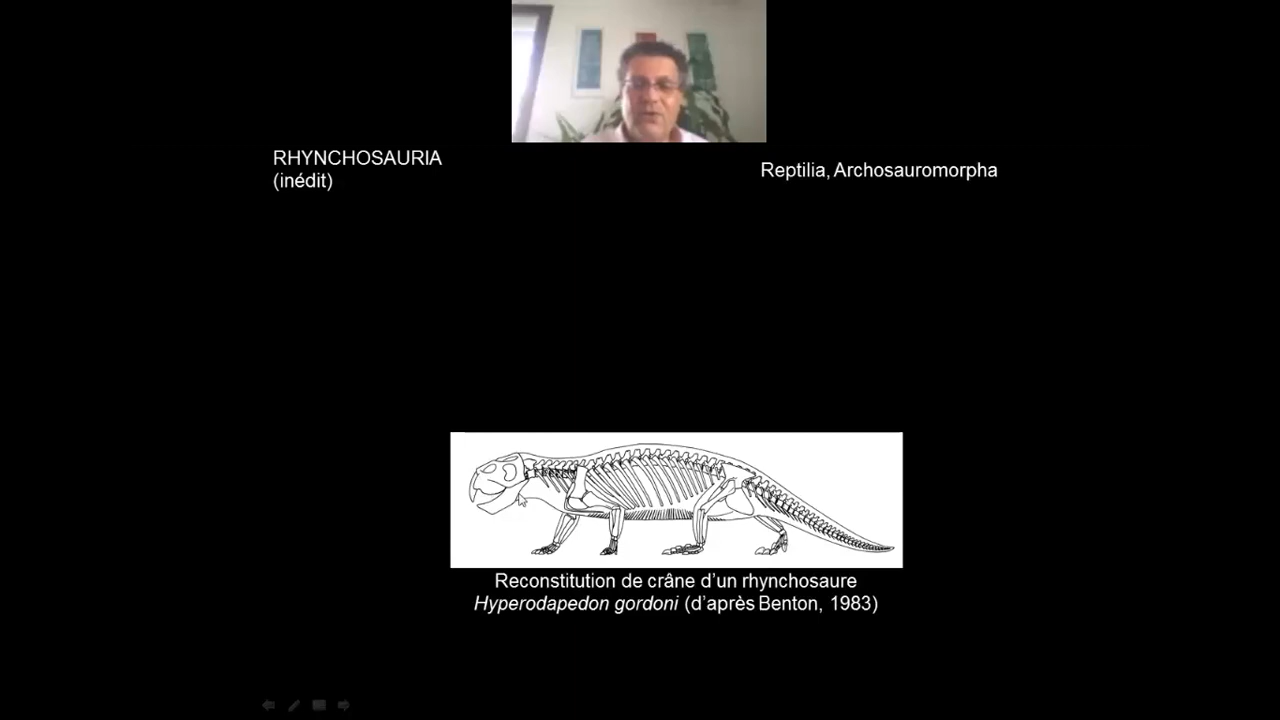 RHYNCHOSAURIA
(inédit)
Reptilia, Archosauromorpha
Reconstitution de crâne d’un rhynchosaure
Hyperodapedon gordoni (d’après Benton, 1983)